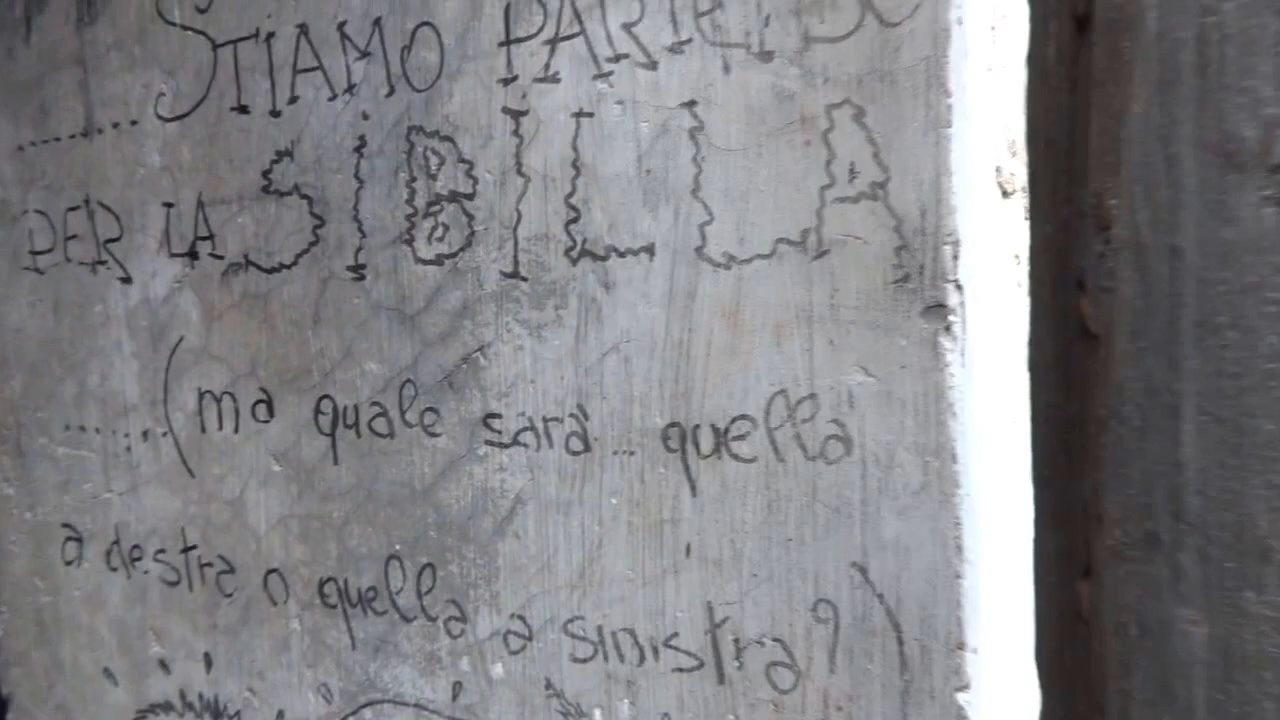 .......STIAMO PARTENDO
PER LA SIBILLA
.......(ma quale sarà... quella
a destra o quella a sinistra?)